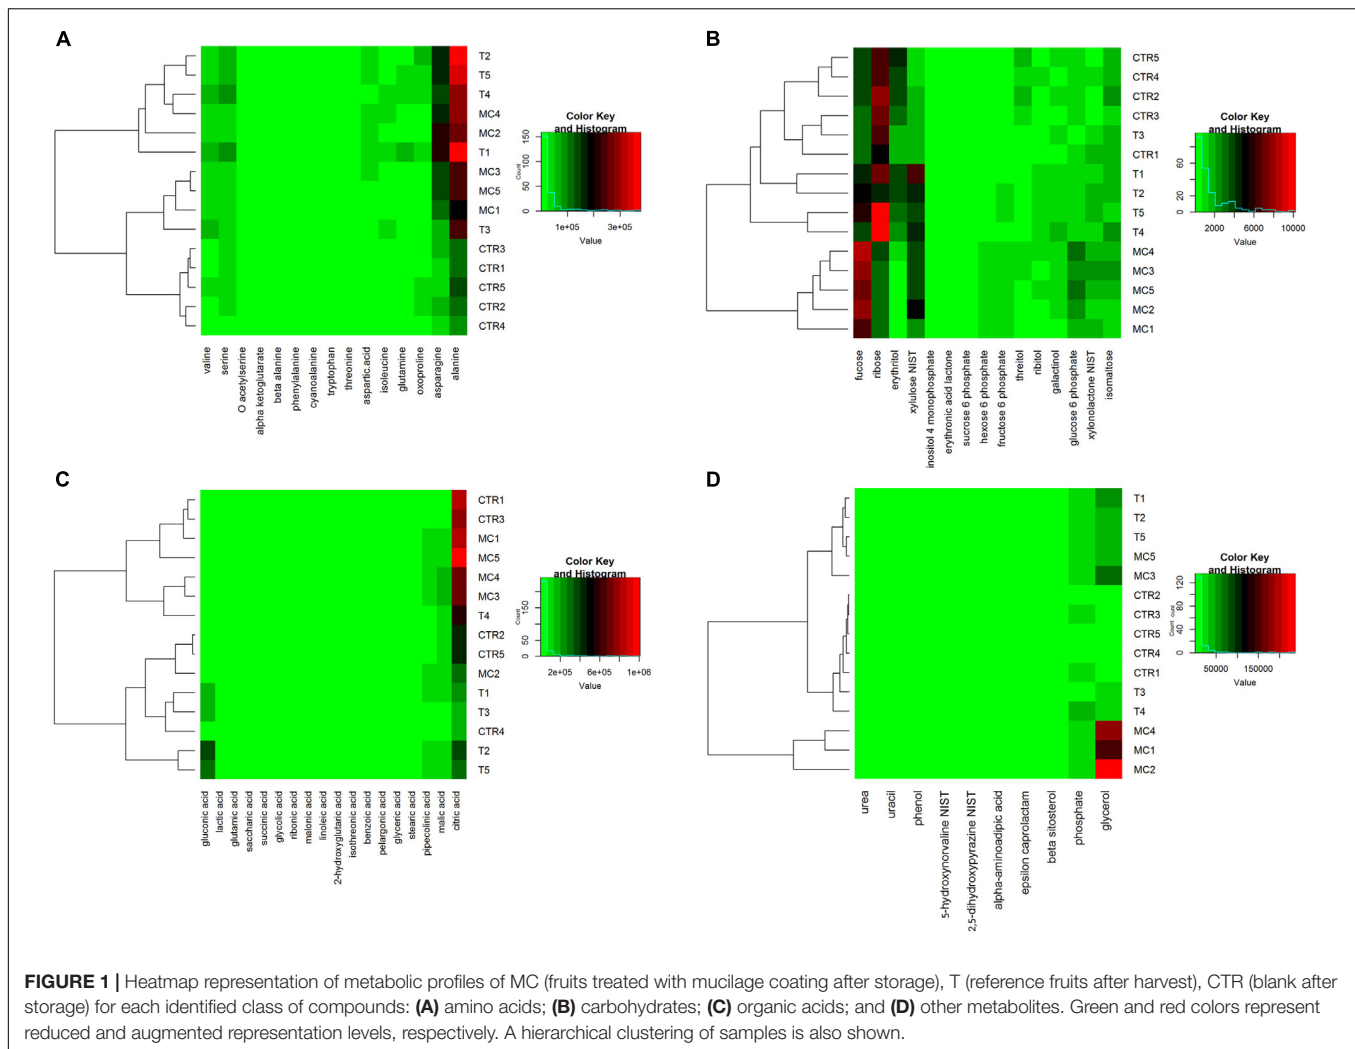 A
T2
T5
T4
MC4
MC2
T1
MC3
MC5
MC1
T3
CTR3
CTR1
CTR5
CTR2
CTR4
valine
serine
O acetylserine
alpha ketoglutarate
beta alanine
phenylalanine
cyanoalanine
tryptophan
threonine
aspartic.acid
isoleucine
glutamine
oxoproline
asparagine
alanine
Color Key
and Histogram
Count
0 50 100 150
1e+05 3e+05
Value
B
CTR5
CTR4
CTR2
CTR3
T3
CTR1
T1
T2
T5
T4
MC4
MC3
MC5
MC2
MC1
fucose
ribose
erythritol
xylulose NIST
inositol 4 monophosphate
erythronic acid lactone
sucrose 6 phosphate
hexose 6 phosphate
fructose 6 phosphate
threitol
ribitol
galactinol
glucose 6 phosphate
xylonolactone NIST
isomaltose
Color Key
and Histogram
0 20 60
2000 6000 10000
Value
C
CTR1
CTR3
MC1
MC5
MC4
MC3
T4
CTR2
CTR5
MC2
T1
T3
CTR4
T2
T5
gluconic acid
lactic acid
glutamic acid
saccharic acid
succinic acid
glycolic acid
ribonic acid
malonic acid
linoleic acid
2-hydroxyglutaric acid
isothreonic acid
benzoic acid
pelargonic acid
glyceric acid
stearic acid
pipecolinic acid
malic acid
citric acid
Color Key
and Histogram
Count
0 50 150
2e+05 6e+05 1e+06
Value
D
T1
T2
T5
MC5
MC3
CTR2
CTR3
CTR5
CTR4
CTR1
T3
T4
MC4
MC1
MC2
urea
uracil
phenol
5-hydroxynorvaline NIST
2,5-dihydroxypyrazine NIST
alpha-aminoadipic acid
epsilon caprolactam
beta sitosterol
phosphate
glycerol
Color Key
and Histogram
Count ount
0 40 80 120
50000 150000
Value
FIGURE 1 | Heatmap representation of metabolic profiles of MC (fruits treated with mucilage coating after storage), T (reference fruits after harvest), CTR (blank after
storage) for each identified class of compounds: (A) amino acids; (B) carbohydrates; (C) organic acids; and (D) other metabolites. Green and red colors represent
reduced and augmented representation levels, respectively. A hierarchical clustering of samples is also shown.